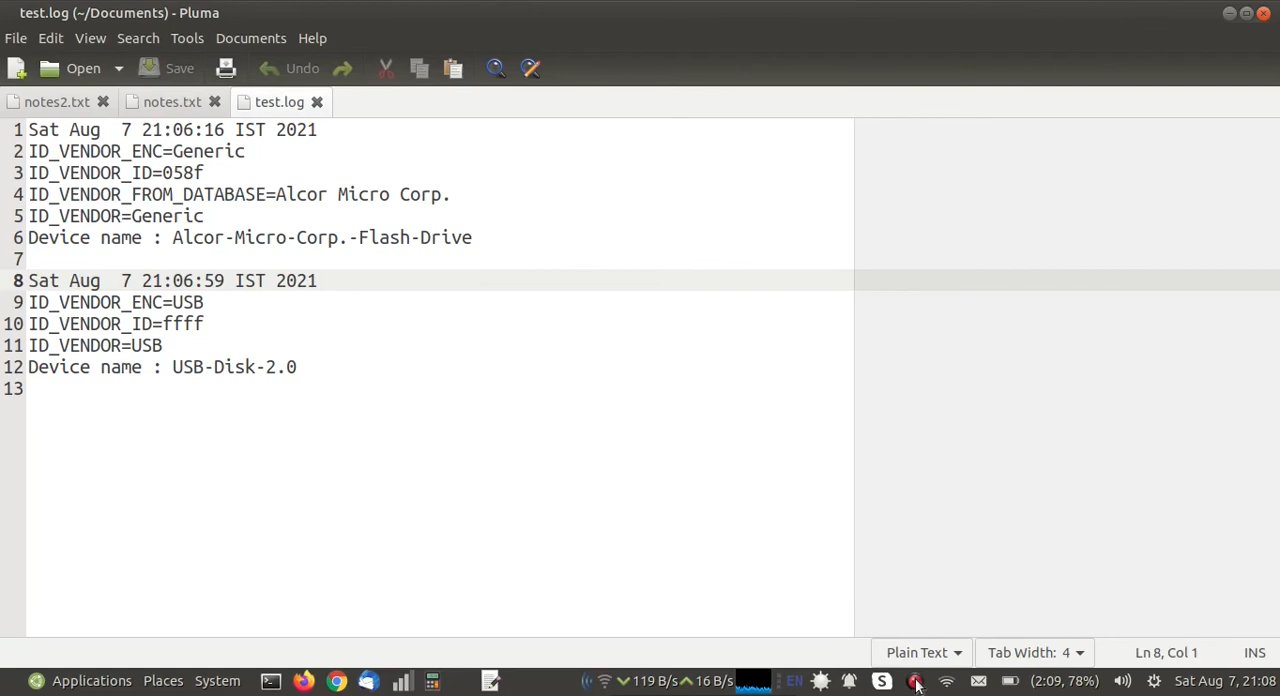 test.log (~/Documents) - Pluma
File Edit View Search Tools Documents Help
Open Save Undo
notes2.txt notes.txt test.log
1 Sat Aug  7 21:06:16 IST 2021
2 ID_VENDOR_ENC=Generic
3 ID_VENDOR_ID=058f
4 ID_VENDOR_FROM_DATABASE=Alcor Micro Corp.
5 ID_VENDOR=Generic
6 Device name : Alcor-Micro-Corp.-Flash-Drive
7
8 Sat Aug  7 21:06:59 IST 2021
9 ID_VENDOR_ENC=USB
10 ID_VENDOR_ID=ffff
11 ID_VENDOR=USB
12 Device name : USB-Disk-2.0
13
Plain Text Tab Width: 4 Ln 8, Col 1 INS
Applications Places System 119 B/s 16 B/s EN S (2:09, 78%) Sat Aug 7, 21:08